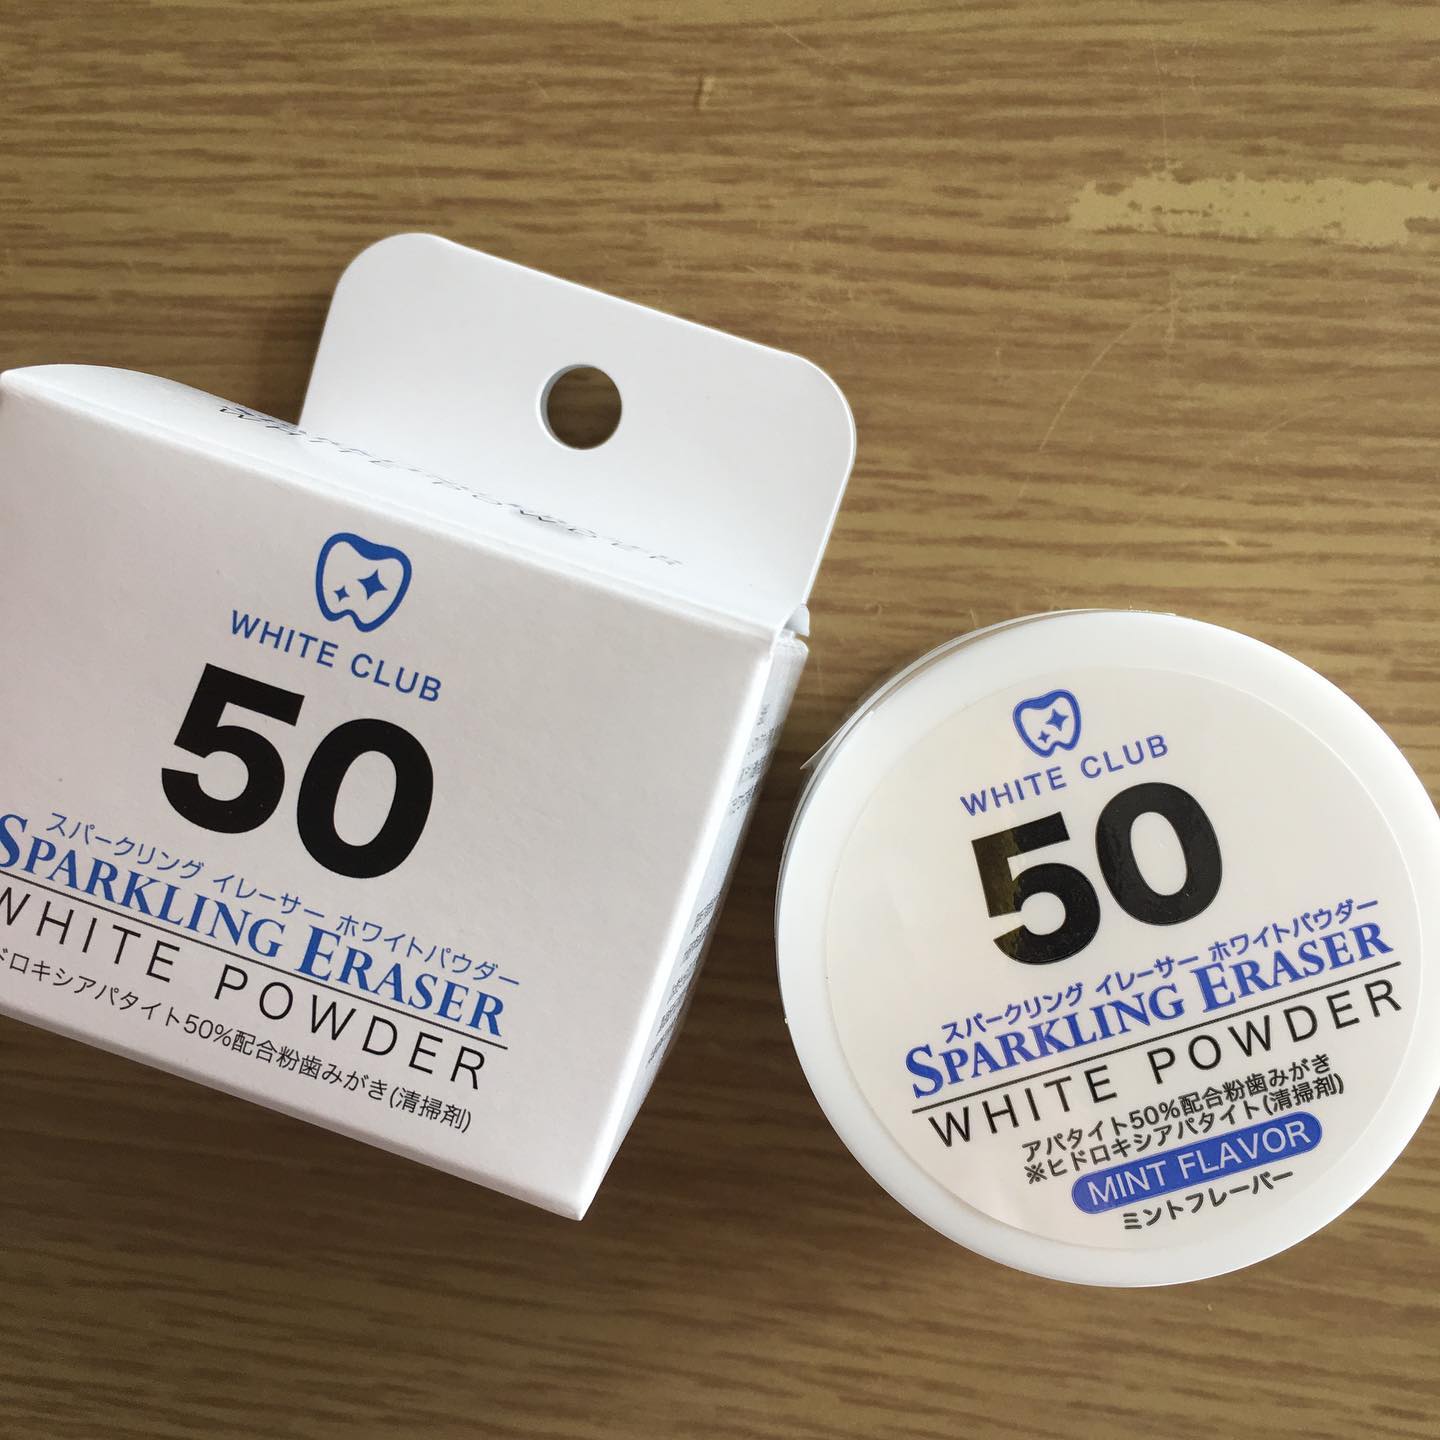 WHITE POWDER
WHITE CLUB
50
スパークリング イレーサー ホワイトパウダー
SPARKLING ERASER
WHITE POWDER
ドロキシアパタイト50%配合粉歯みがき(清掃剤)
WHITE CLUB
50
スパークリング イレーサー ホワイトパウダー
SPARKLING ERASER
WHITE POWDER
アパタイト50%配合粉歯みがき
※ヒドロキシアパタイト(清掃剤)
MINT FLAVOR
ミントフレーバー